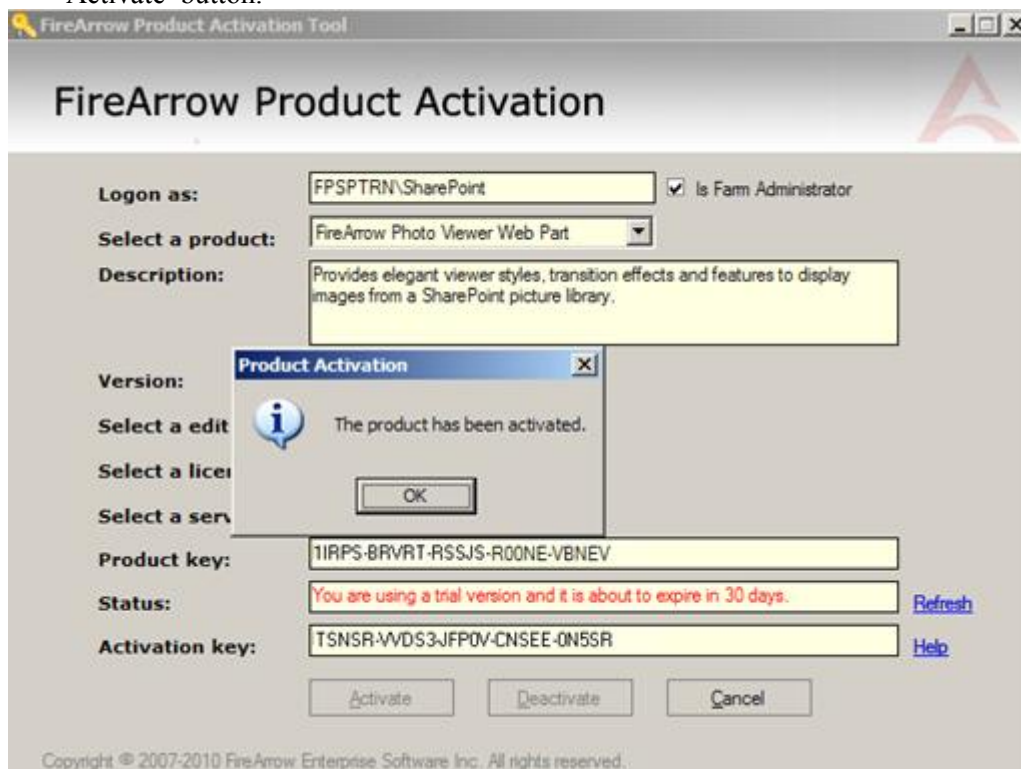 Activate button.
FireArrow Product Activation Tool
FireArrow Product Activation
Logon as:
FPSPTRN\SharePoint
Is Farm Administrator
Select a product:
FireArrow Photo Viewer Web Part
Description:
Provides elegant viewer styles, transition effects and features to display
images from a SharePoint picture library.
Product Activation
Version:
The product has been activated.
Select a edit
Select a licen
OK
Select a serv
Product key:
1IRPS-BRVRT-RSSJS-R00NE-VBNEV
Status:
You are using a trial version and it is about to expire in 30 days.
Refresh
Activation key:
TSNSR-VVDS3-JFP0V-CNSEE-0N5SR
Help
Activate
Deactivate
Cancel
Copyright © 2007-2010 FireArrow Enterprise Software Inc. All rights reserved.